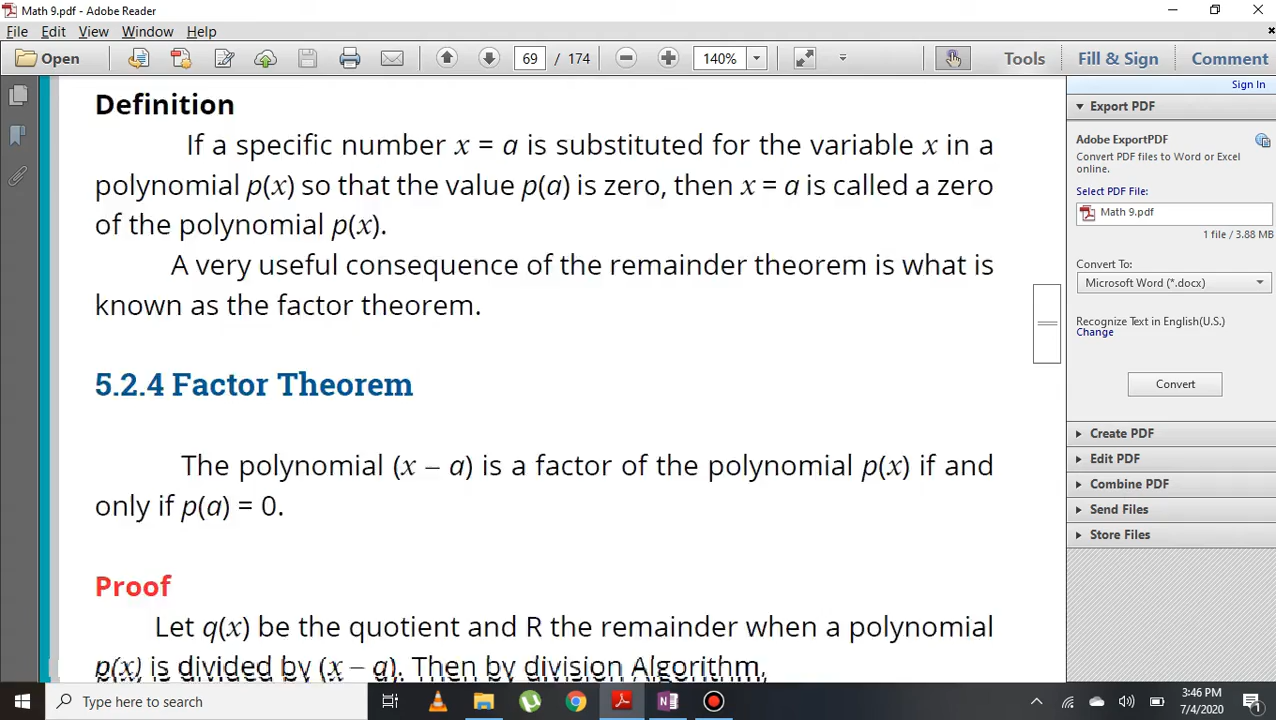 Math 9.pdf - Adobe Reader
File Edit View Window Help
Open 69 / 174 140% Tools Fill & Sign Comment
Sign In
Definition
If a specific number x = a is substituted for the variable x in a
polynomial p(x) so that the value p(a) is zero, then x = a is called a zero
of the polynomial p(x).
A very useful consequence of the remainder theorem is what is
known as the factor theorem.
5.2.4 Factor Theorem
The polynomial (x – a) is a factor of the polynomial p(x) if and
only if p(a) = 0.
Proof
Let q(x) be the quotient and R the remainder when a polynomial
p(x) is divided by (x – a). Then by division Algorithm,
Export PDF
Adobe ExportPDF
Convert PDF files to Word or Excel
online.
Select PDF File:
Math 9.pdf
1 file / 3.88 MB
Convert To:
Microsoft Word (*.docx)
Recognize Text in English(U.S.)
Change
Convert
Create PDF
Edit PDF
Combine PDF
Send Files
Store Files
Type here to search
3:46 PM
7/4/2020
1